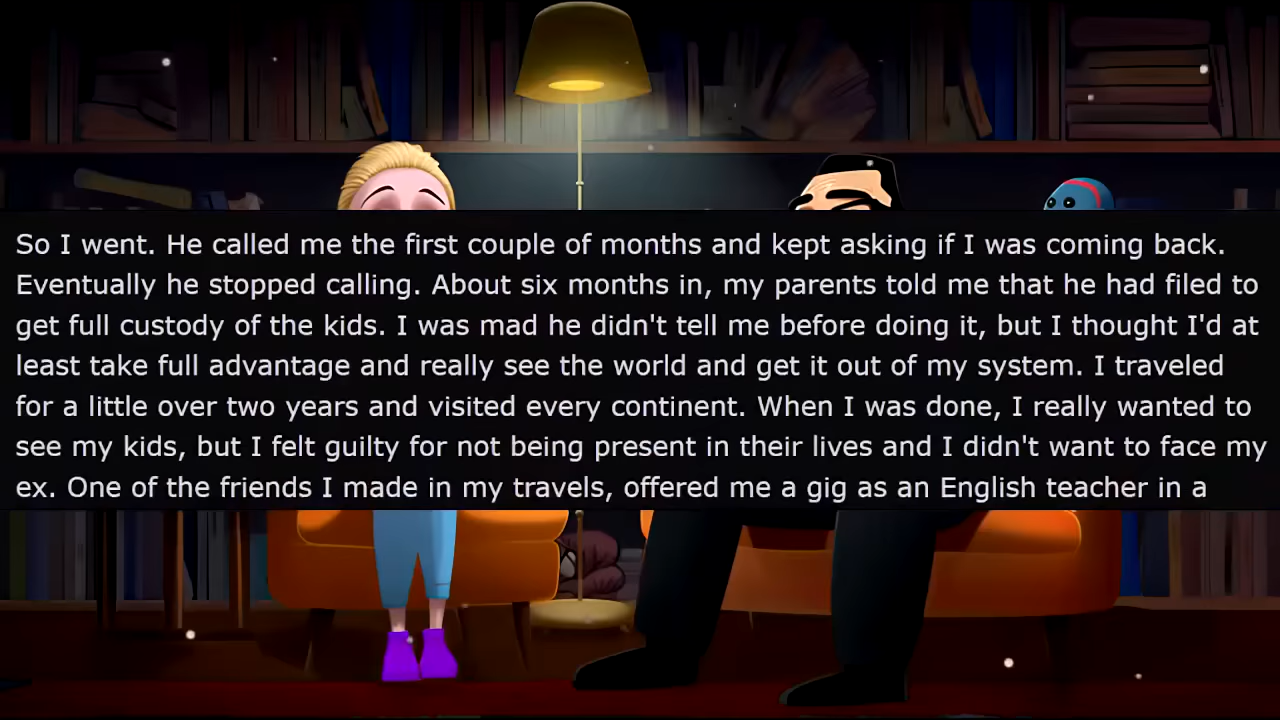 So I went. He called me the first couple of months and kept asking if I was coming back.
Eventually he stopped calling. About six months in, my parents told me that he had filed to
get full custody of the kids. I was mad he didn't tell me before doing it, but I thought I'd at
least take full advantage and really see the world and get it out of my system. I traveled
for a little over two years and visited every continent. When I was done, I really wanted to
see my kids, but I felt guilty for not being present in their lives and I didn't want to face my
ex. One of the friends I made in my travels, offered me a gig as an English teacher in a